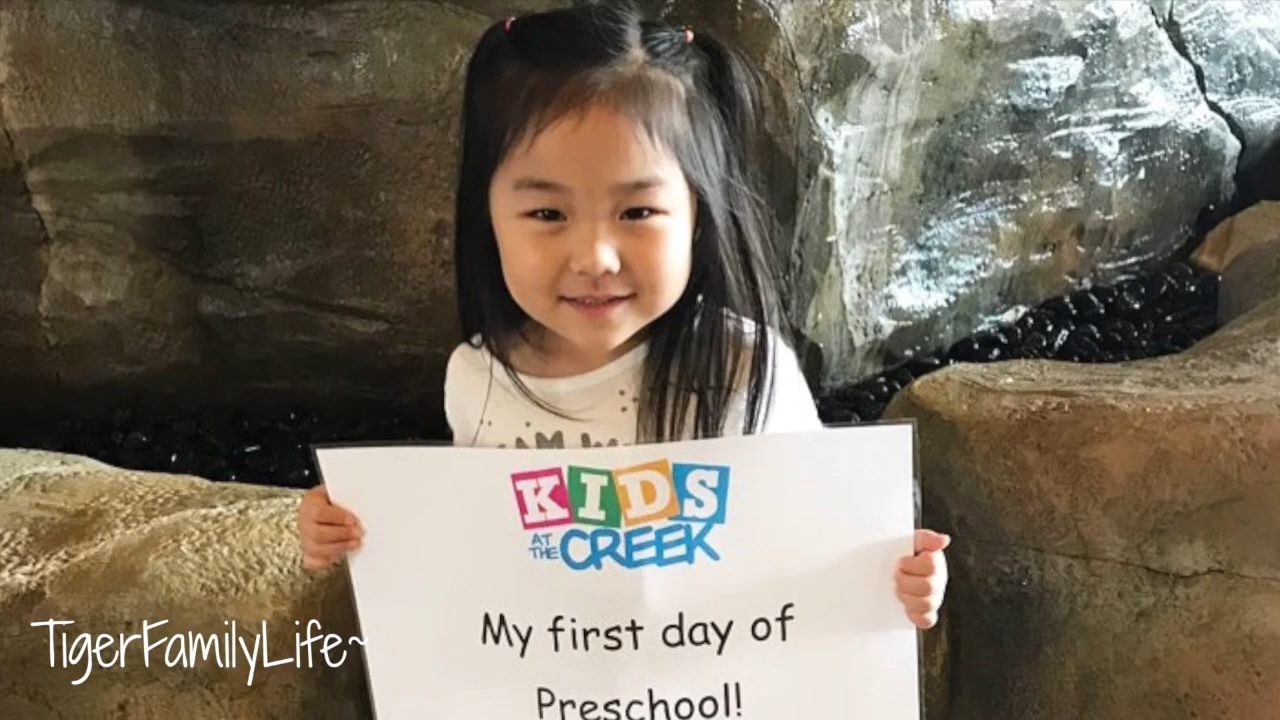 KIDS
AT THE CREEK
My first day of
Preschool!
TigerFamilyLife~